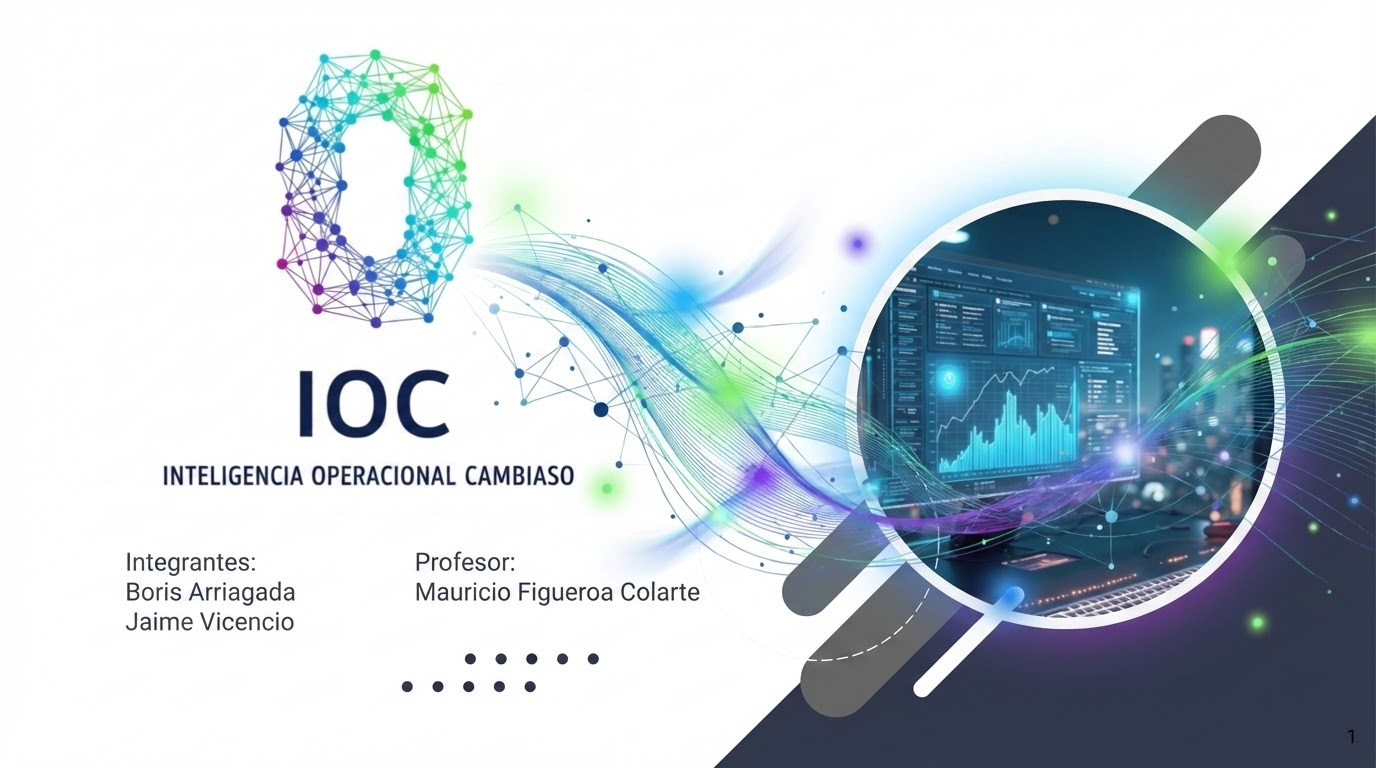 IOC
INTELIGENCIA OPERACIONAL CAMBIASO
Integrantes:
Boris Arriagada
Jaime Vicencio
Profesor:
Mauricio Figueroa Colarte
1